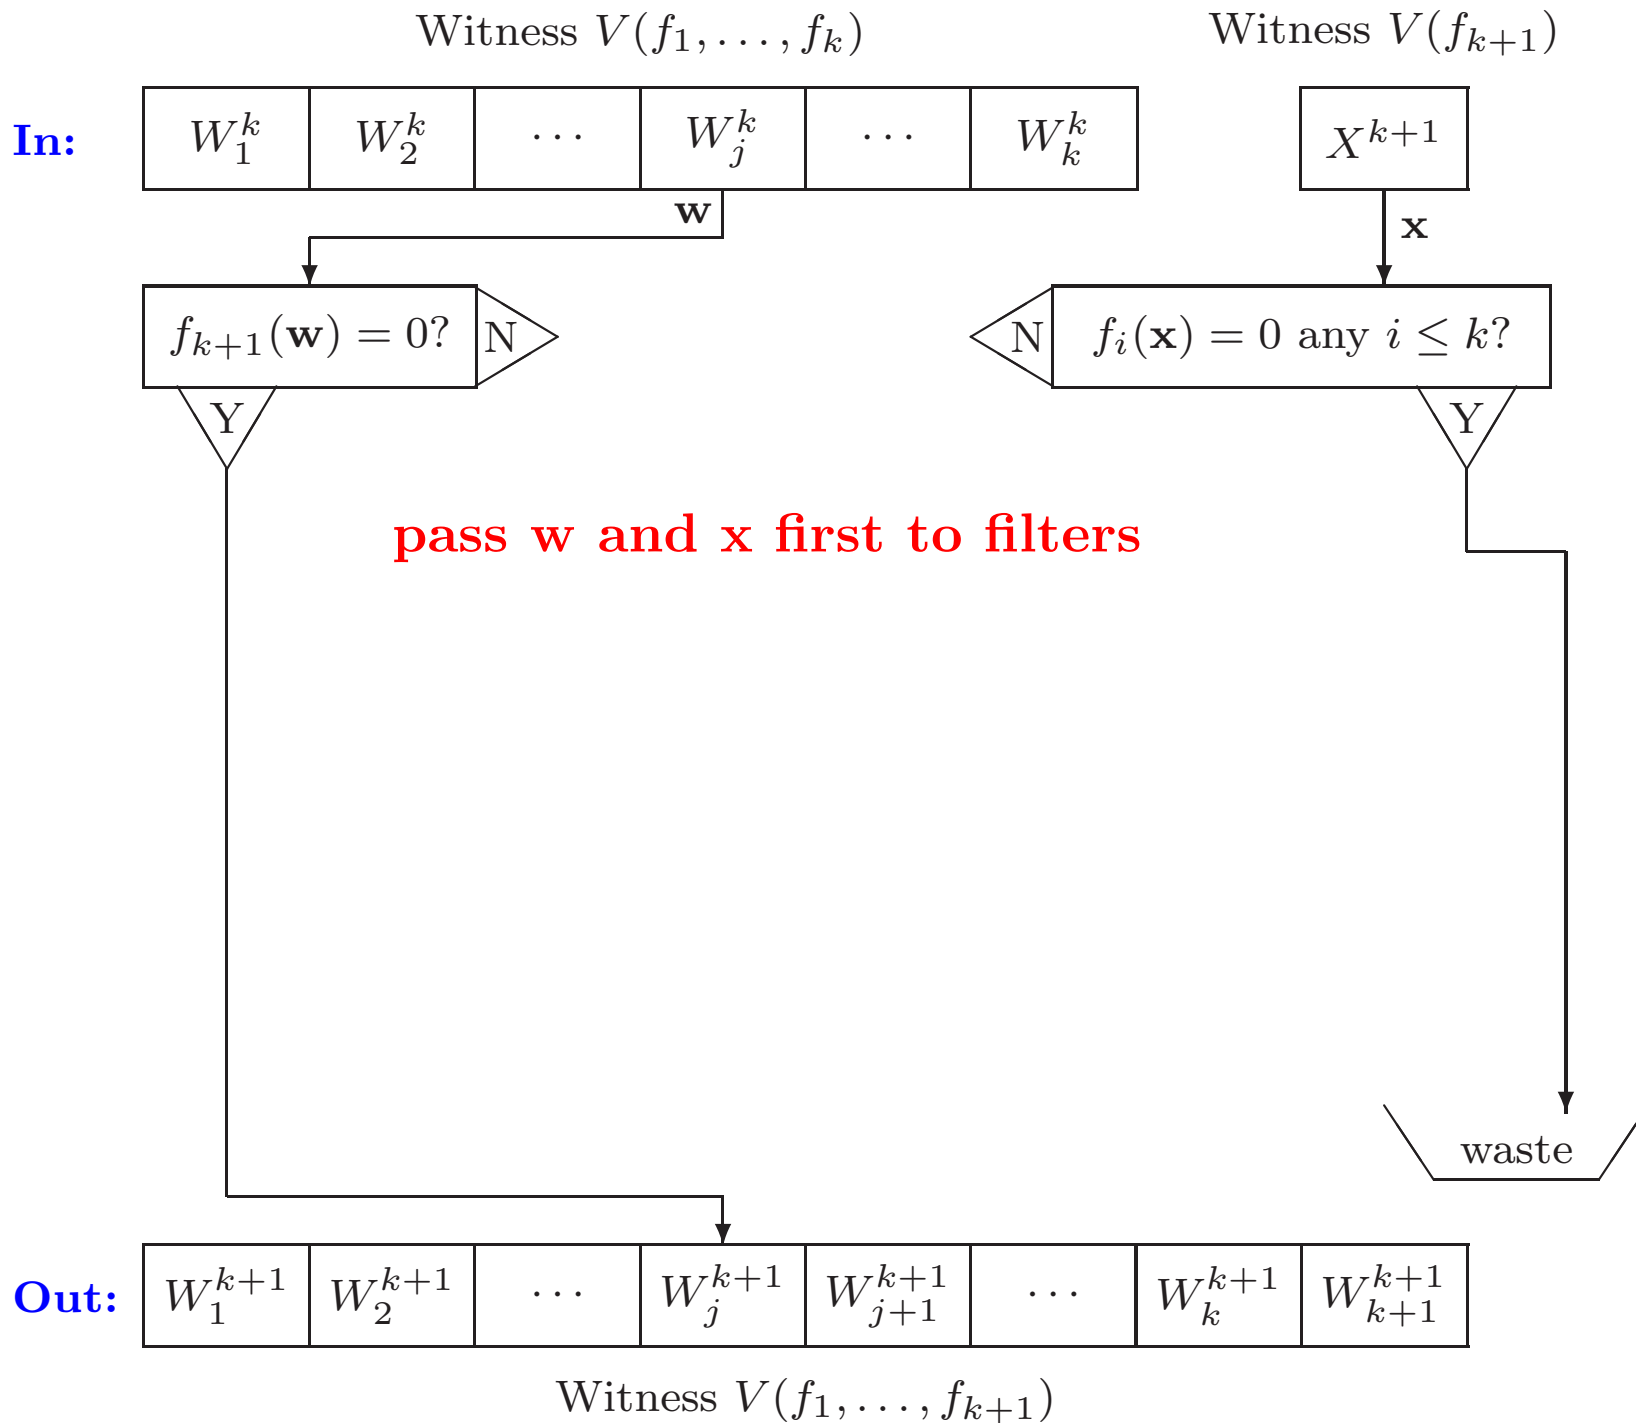 Witness V(f₁, . . . , fₖ) Witness V(fₖ₊₁)
In: W₁ᵏ W₂ᵏ · · · Wⱼᵏ · · · Wₖᵏ Xᵏ⁺¹
w x
fₖ₊₁(w) = 0? N N fᵢ(x) = 0 any i ≤ k?
Y Y
pass w and x first to filters
waste
Out: W₁ᵏ⁺¹ W₂ᵏ⁺¹ · · · Wⱼᵏ⁺¹ Wⱼ₊₁ᵏ⁺¹ · · · Wₖᵏ⁺¹ Wₖ₊₁ᵏ⁺¹
Witness V(f₁, . . . , fₖ₊₁)